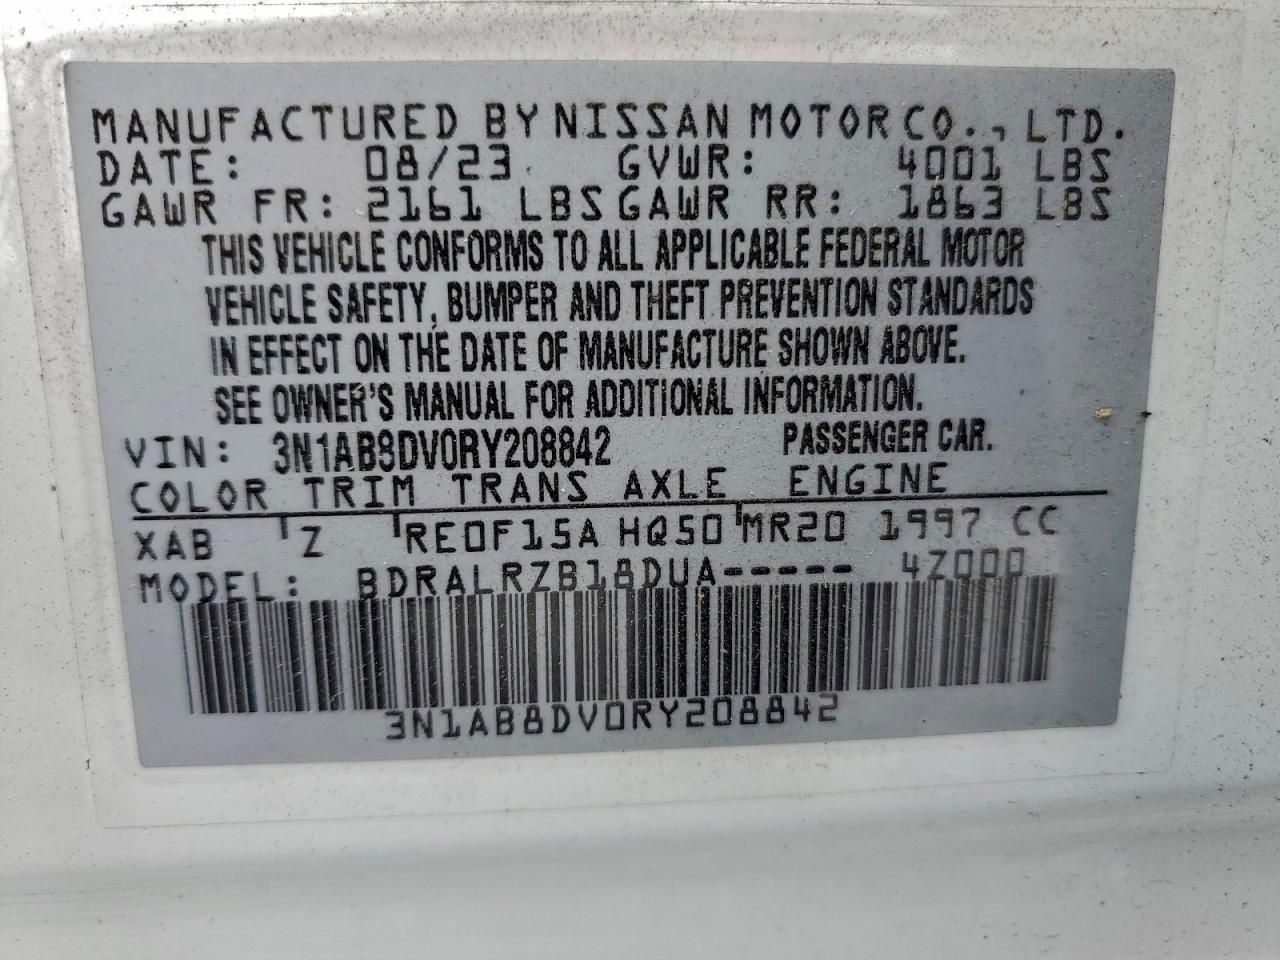 MANUFACTURED BY NISSAN MOTOR CO., LTD.
DATE: 08/23 GVWR: 4001 LBS
GAWR FR: 2161 LBS GAWR RR: 1863 LBS
THIS VEHICLE CONFORMS TO ALL APPLICABLE FEDERAL MOTOR
VEHICLE SAFETY, BUMPER AND THEFT PREVENTION STANDARDS
IN EFFECT ON THE DATE OF MANUFACTURE SHOWN ABOVE.
SEE OWNER'S MANUAL FOR ADDITIONAL INFORMATION.
VIN: 3N1AB8DV0RY208842 PASSENGER CAR.
COLOR TRIM TRANS AXLE ENGINE
XAB Z RE0F15A HQ50 MR20 1997 CC
MODEL: BDRALRZB18DUA----- 4Z000
3N1AB8DV0RY208842